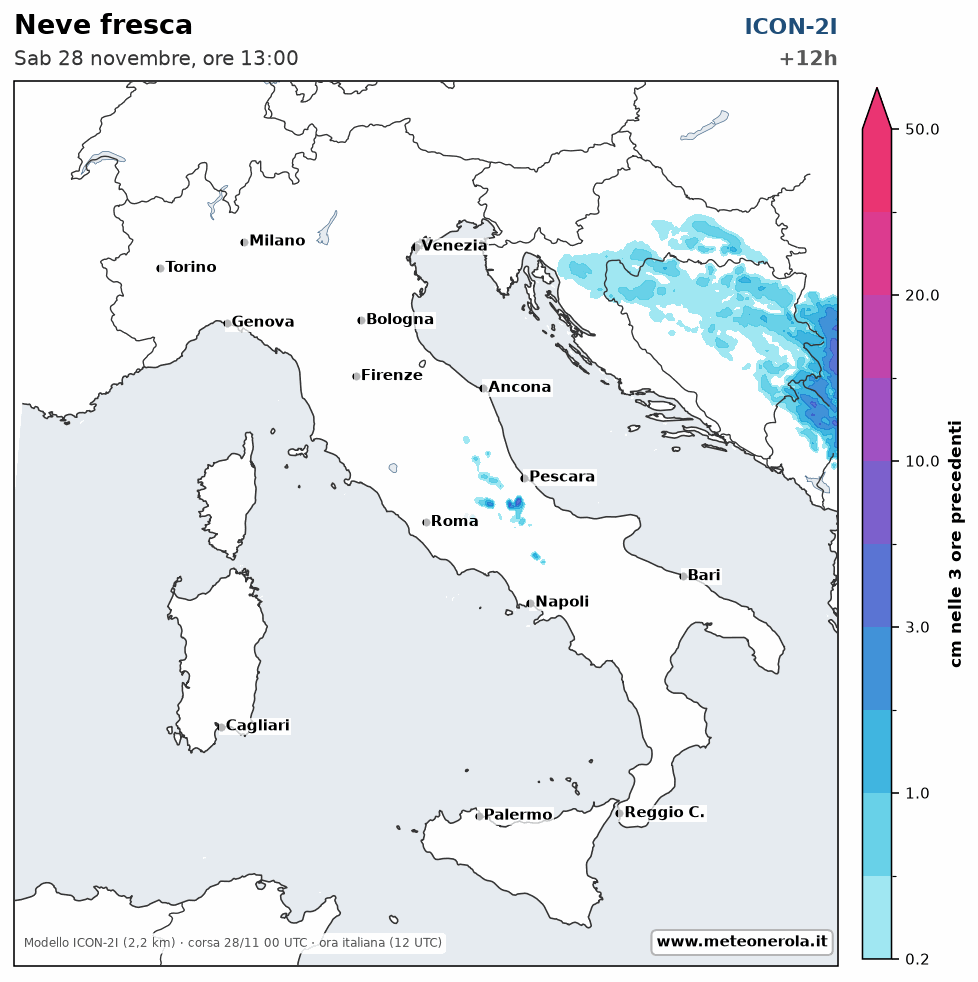 Neve fresca
ICON-2I
Sab 28 novembre, ore 13:00
+12h
50.0
20.0
10.0
3.0
1.0
0.2
cm nelle 3 ore precedenti
Milano
Venezia
Torino
Genova
Bologna
Firenze
Ancona
Pescara
Roma
Bari
Napoli
Cagliari
Palermo
Reggio C.
Modello ICON-2I (2,2 km) · corsa 28/11 00 UTC · ora italiana (12 UTC)
www.meteonerola.it